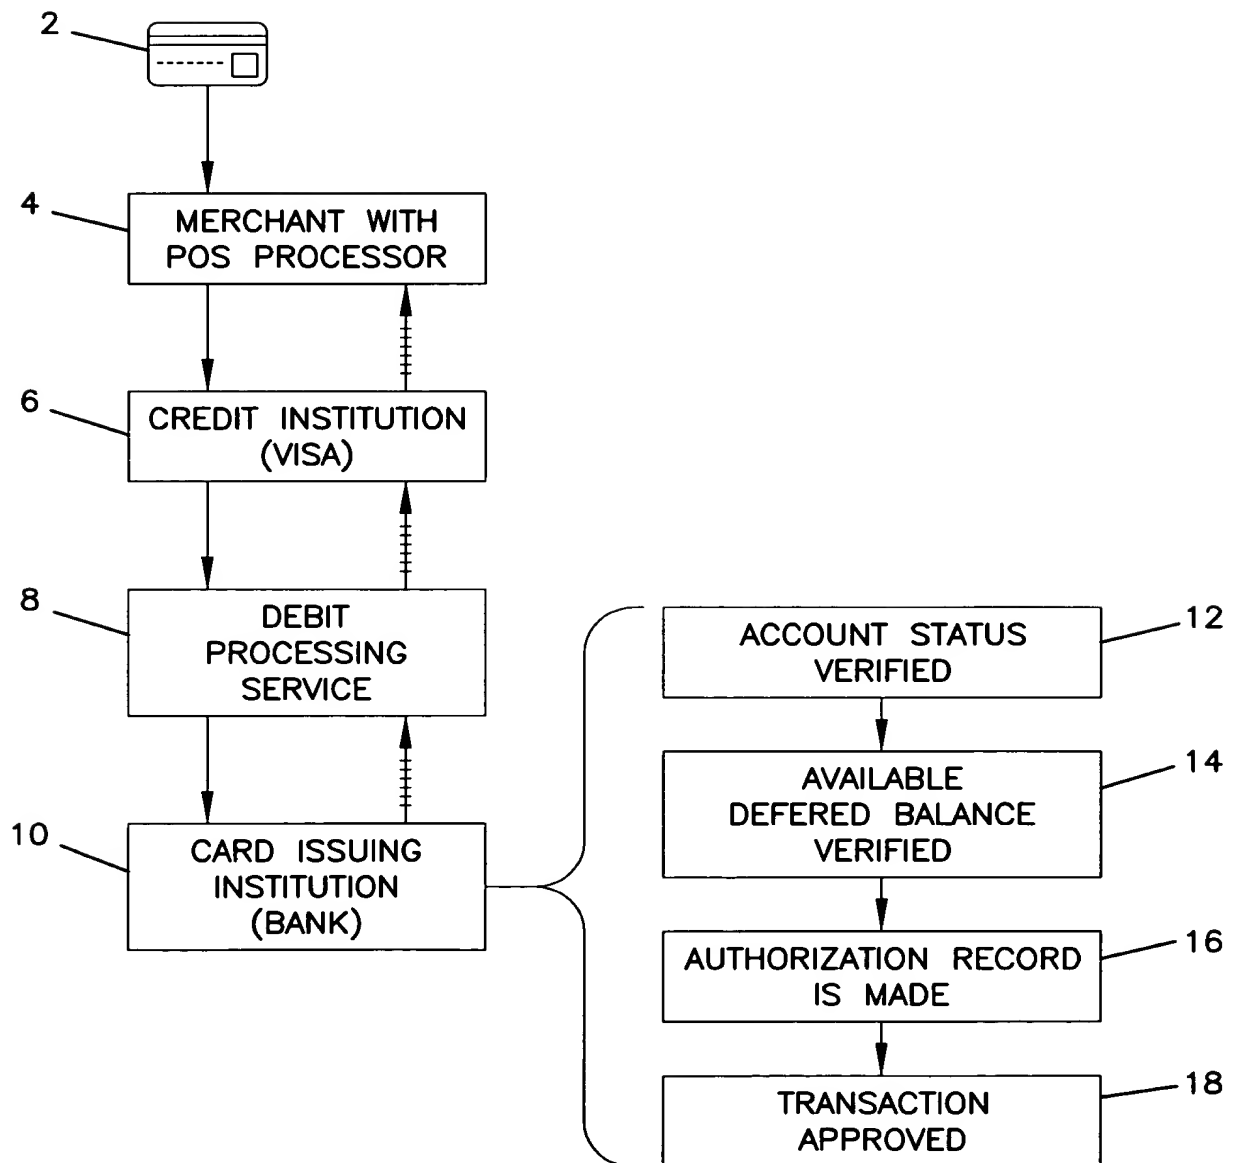 2
4
MERCHANT WITH
POS PROCESSOR
6
CREDIT INSTITUTION
(VISA)
8
DEBIT
PROCESSING
SERVICE
10
CARD ISSUING
INSTITUTION
(BANK)
12
ACCOUNT STATUS
VERIFIED
14
AVAILABLE
DEFERED BALANCE
VERIFIED
16
AUTHORIZATION RECORD
IS MADE
18
TRANSACTION
APPROVED